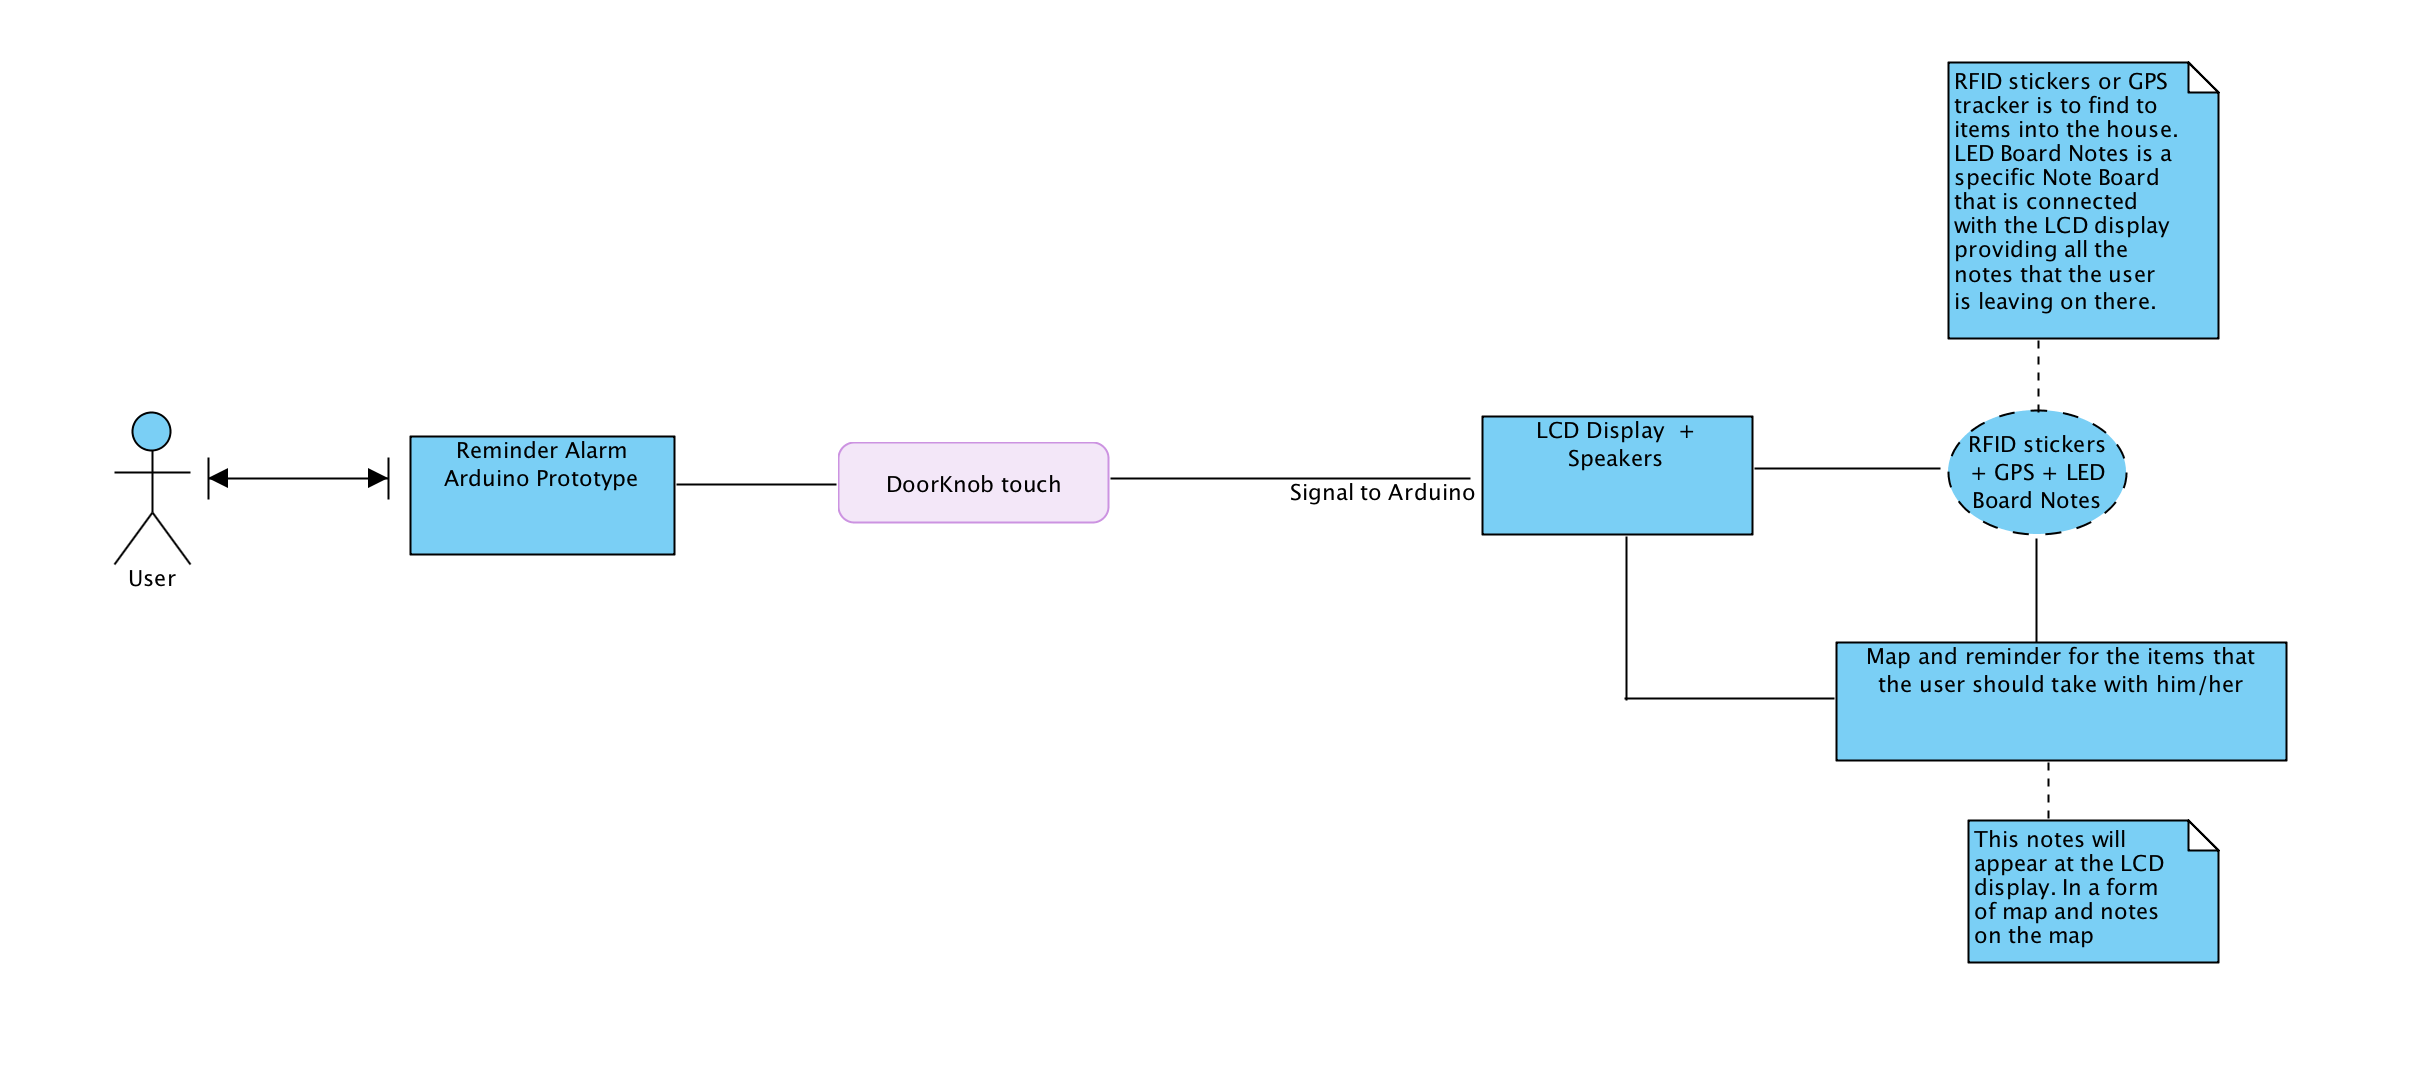 RFID stickers or GPS
tracker is to find to
items into the house.
LED Board Notes is a
specific Note Board
that is connected
with the LCD display
providing all the
notes that the user
is leaving on there.
User
Reminder Alarm
Arduino Prototype
DoorKnob touch
Signal to Arduino
LCD Display +
Speakers
RFID stickers
+ GPS + LED
Board Notes
Map and reminder for the items that
the user should take with him/her
This notes will
appear at the LCD
display. In a form
of map and notes
on the map